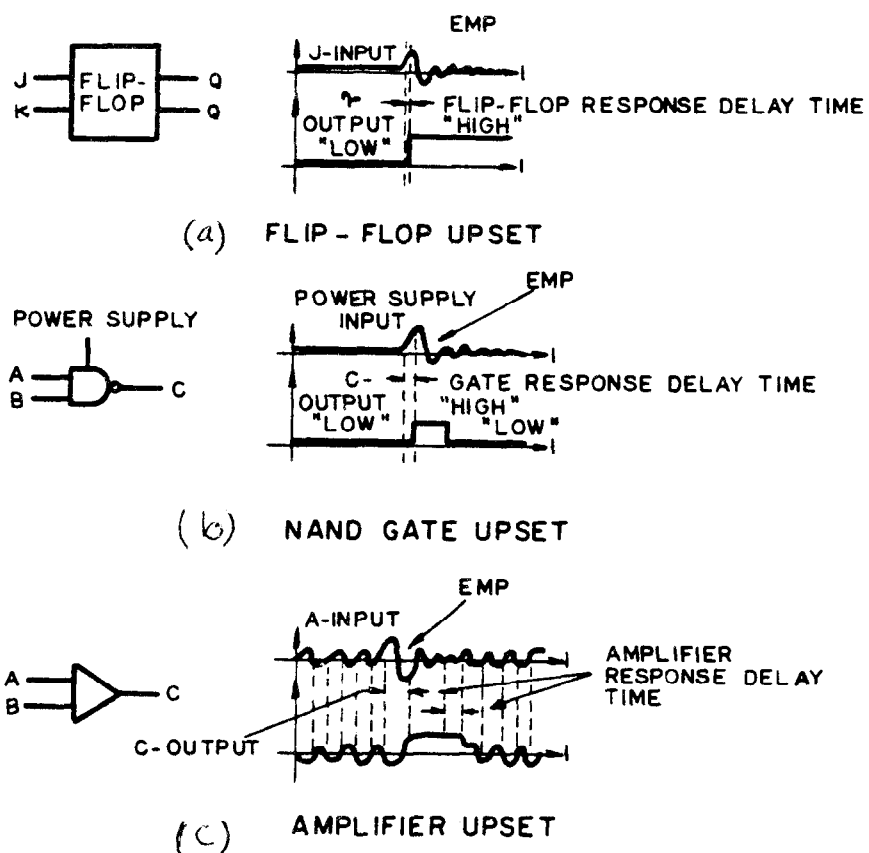 EMP
J-INPUT
J
FLIP-
FLOP
Q
K
Q
FLIP-FLOP RESPONSE DELAY TIME
OUTPUT
"HIGH"
"LOW"
(a) FLIP-FLOP UPSET
POWER SUPPLY
A
B
C
POWER SUPPLY
INPUT
EMP
C-
GATE RESPONSE DELAY TIME
OUTPUT
"HIGH"
"LOW"
"LOW"
(b) NAND GATE UPSET
EMP
A-INPUT
A
B
C
AMPLIFIER
RESPONSE DELAY
TIME
C-OUTPUT
(c) AMPLIFIER UPSET